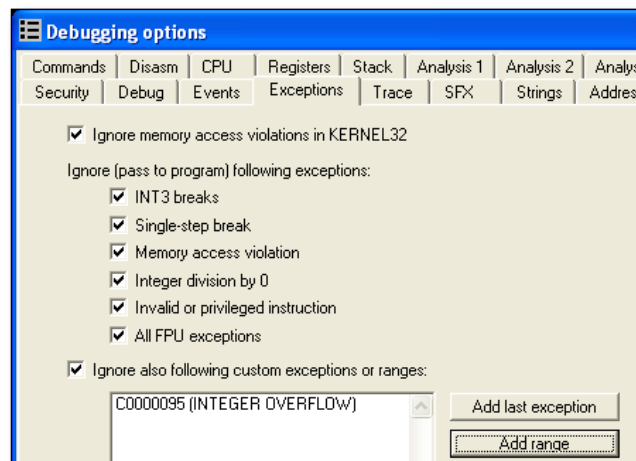 Debugging options
Commands Disasm CPU Registers Stack Analysis 1 Analysis 2 Analys
Security Debug Events Exceptions Trace SFX Strings Addres
Ignore memory access violations in KERNEL32
Ignore (pass to program) following exceptions:
INT3 breaks
Single-step break
Memory access violation
Integer division by 0
Invalid or privileged instruction
All FPU exceptions
Ignore also following custom exceptions or ranges:
C0000095 (INTEGER OVERFLOW)
Add last exception
Add range